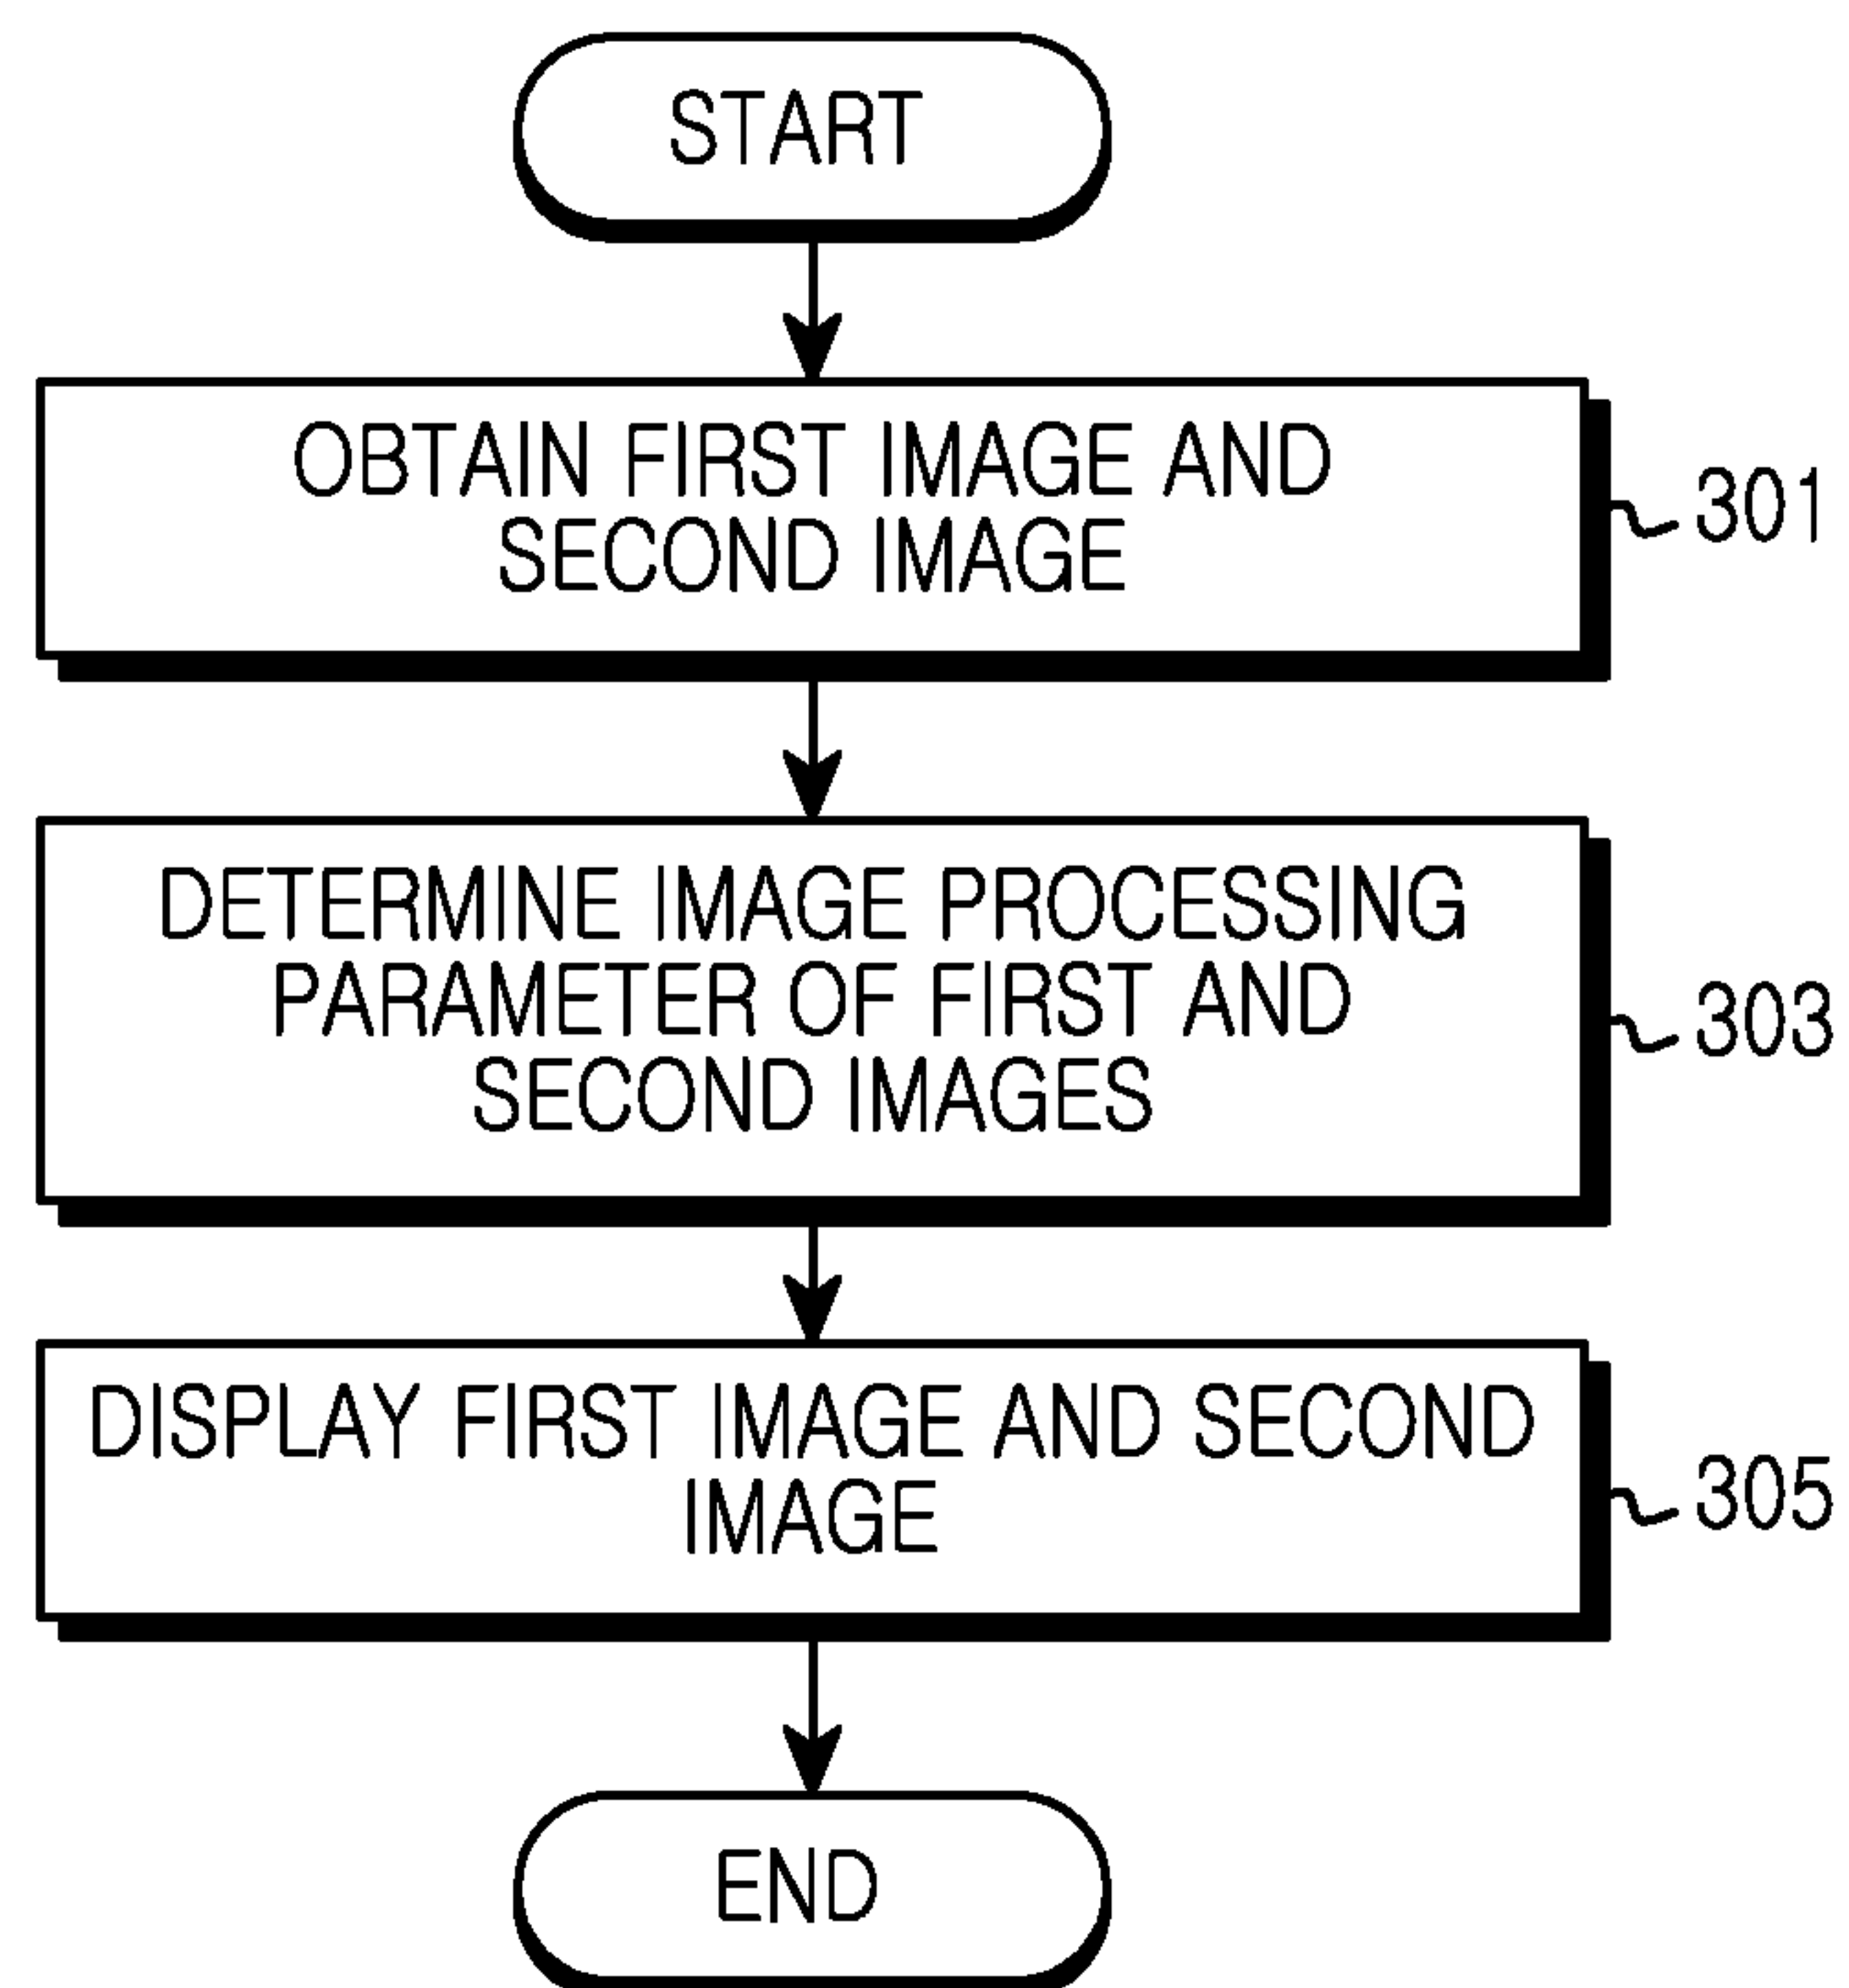 START
OBTAIN FIRST IMAGE AND
SECOND IMAGE
301
DETERMINE IMAGE PROCESSING
PARAMETER OF FIRST AND
SECOND IMAGES
303
DISPLAY FIRST IMAGE AND SECOND
IMAGE
305
END